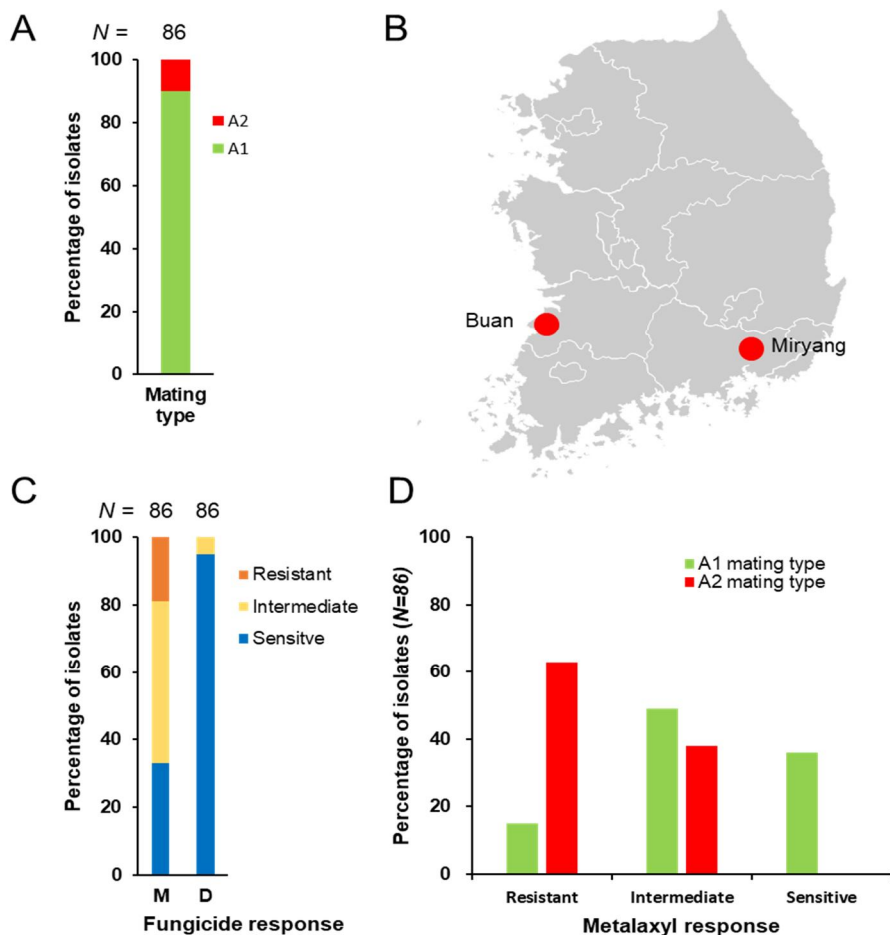 A
N = 86
100
80
60
40
20
0
Percentage of isolates
A2
A1
Mating
type
B
Buan
Miryang
C
N = 86 86
100
80
60
40
20
0
Percentage of isolates
Resistant
Intermediate
Sensitve
M D
Fungicide response
D
100
80
60
40
20
0
Percentage of isolates (N=86)
A1 mating type
A2 mating type
Resistant Intermediate Sensitive
Metalaxyl response